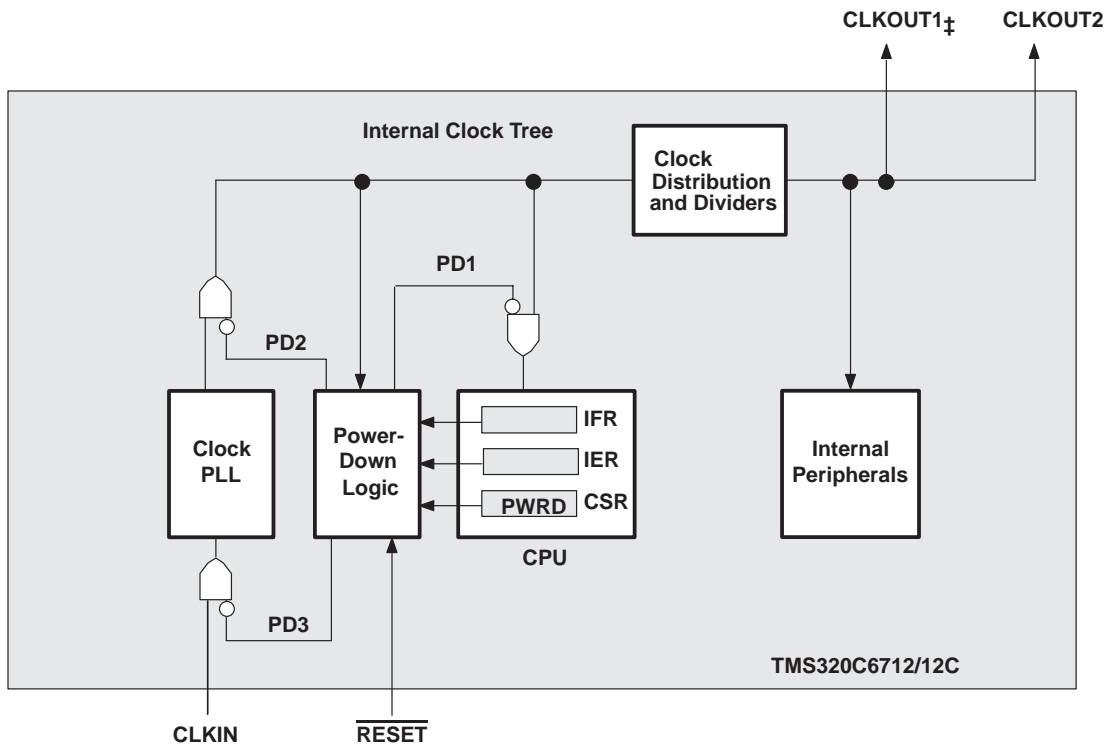 CLKOUT1‡ CLKOUT2
Internal Clock Tree
Clock
Distribution
and Dividers
PD1
PD2
Clock
PLL
Power-
Down
Logic
IFR
IER
PWRD CSR
CPU
Internal
Peripherals
PD3
TMS320C6712/12C
CLKIN
RESET